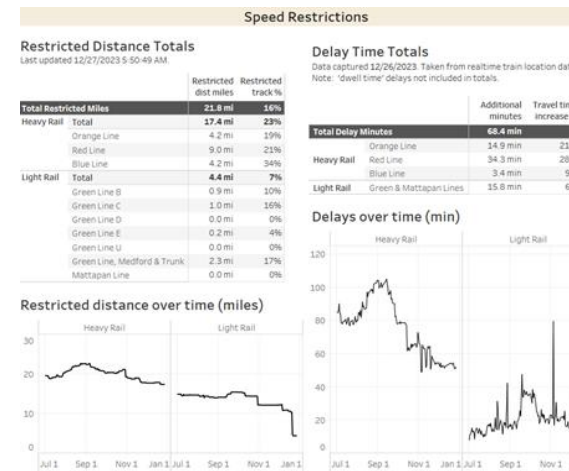 Speed Restrictions
Restricted Distance Totals
Last updated 12/27/2023 5:50:49 AM.
Restricted dist miles Restricted track %
Total Restricted Miles 21.8 mi 16%
Heavy Rail Total 17.4 mi 23%
Orange Line 4.2 mi 19%
Red Line 9.0 mi 21%
Blue Line 4.2 mi 34%
Light Rail Total 4.4 mi 7%
Green Line B 0.9 mi 10%
Green Line C 1.0 mi 16%
Green Line D 0.0 mi 0%
Green Line E 0.2 mi 4%
Green Line U 0.0 mi 0%
Green Line, Medford & Trunk 2.3 mi 17%
Mattapan Line 0.0 mi 0%
Restricted distance over time (miles)
Heavy Rail Light Rail
30
20
10
0
Jul 1 Sep 1 Nov 1 Jan 1 Jul 1 Sep 1 Nov 1 Jan 1
Delay Time Totals
Data captured 12/26/2023. Taken from realtime train location
Note: 'dwell time' delays not included in totals.
Additional minutes Travel
increase
Total Delay Minutes 68.4 min
Orange Line 14.9 min 21
Heavy Rail Red Line 34.3 min 28
Blue Line 3.4 min 9
Light Rail Green & Mattapan Lines 15.8 min 6
Delays over time (min)
Heavy Rail Light Rail
120
100
80
60
40
20
0
Jul 1 Sep 1 Nov 1 Jan 1 Jul 1 Sep 1 Nov 1